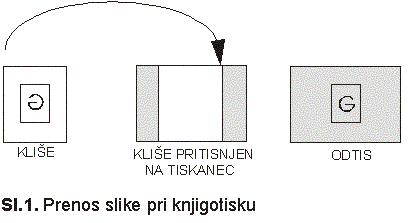 G
G
KLIŠE
KLIŠE PRITISNJEN
NA TISKANEC
ODTIS
Sl.1. Prenos slike pri knjigotisku